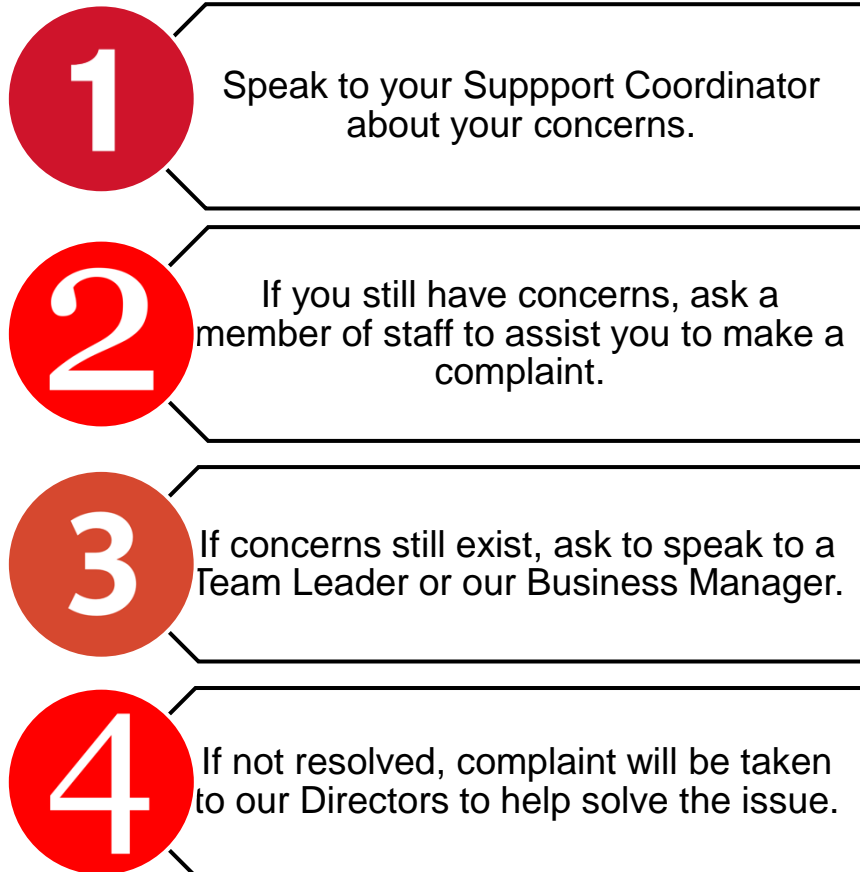 1
Speak to your Suppport Coordinator
about your concerns.
2
If you still have concerns, ask a
member of staff to assist you to make a
complaint.
3
If concerns still exist, ask to speak to a
Team Leader or our Business Manager.
4
If not resolved, complaint will be taken
to our Directors to help solve the issue.